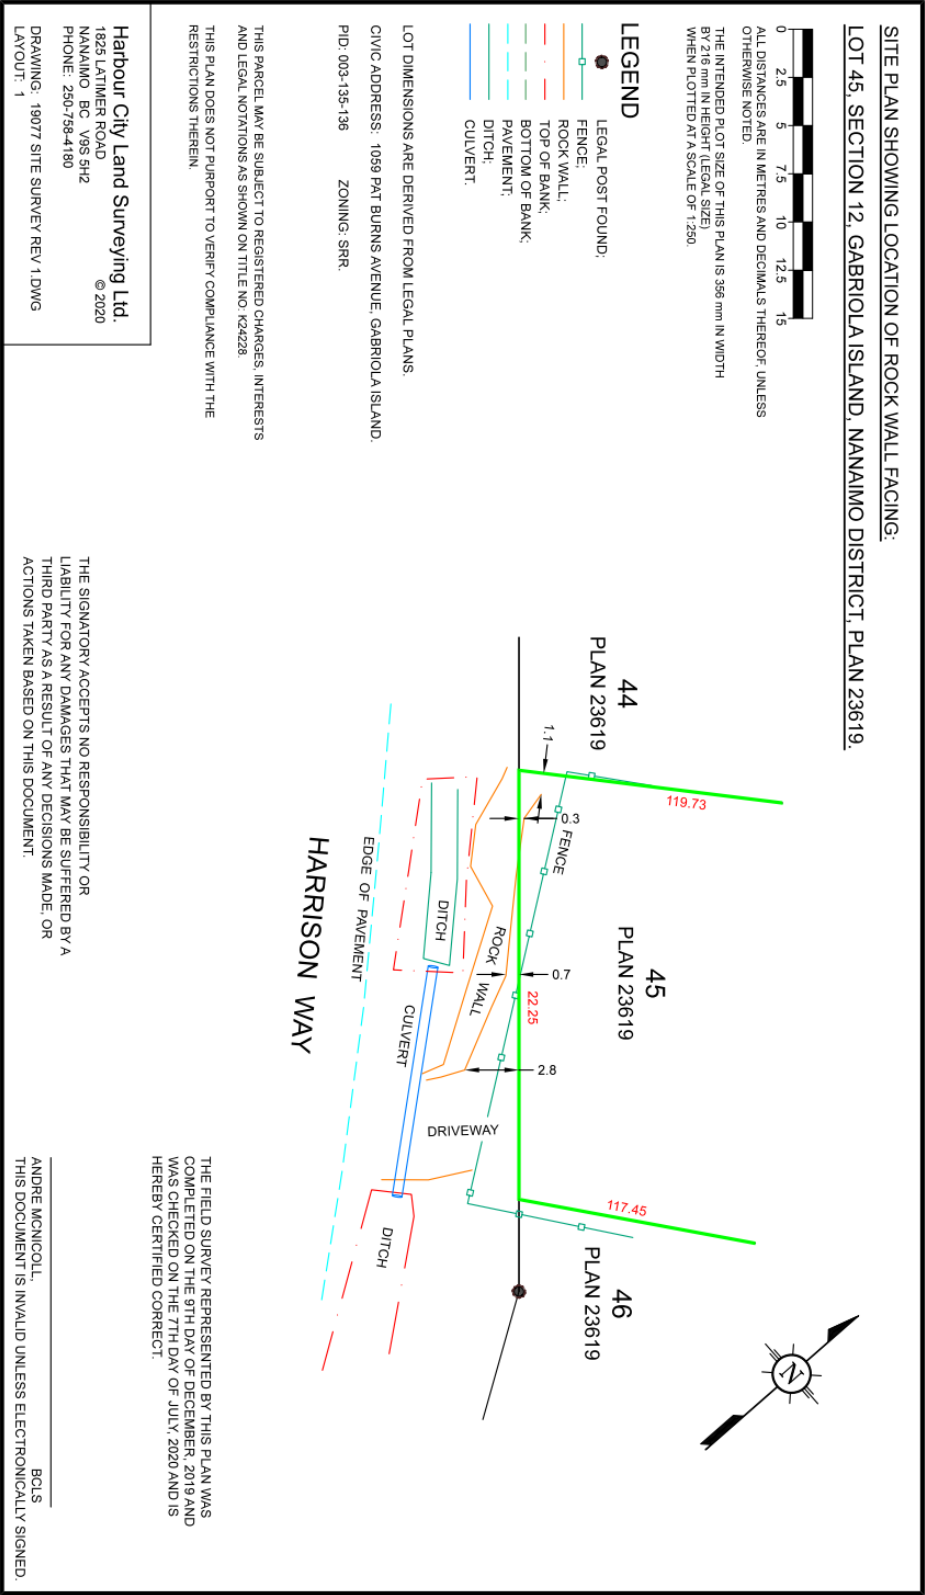 SITE PLAN SHOWING LOCATION OF ROCK WALL FACING:
LOT 45, SECTION 12, GABRIOLA ISLAND, NANAIMO DISTRICT, PLAN 23619.
0 2.5 5 7.5 10 12.5 15
ALL DISTANCES ARE IN METRES AND DECIMALS THEREOF, UNLESS
OTHERWISE NOTED.
THE INTENDED PLOT SIZE OF THIS PLAN IS 356 mm IN WIDTH
BY 216 mm IN HEIGHT (LEGAL SIZE)
WHEN PLOTTED AT A SCALE OF 1:250.
LEGEND
LEGAL POST FOUND;
FENCE;
ROCK WALL;
TOP OF BANK;
BOTTOM OF BANK;
PAVEMENT;
DITCH;
CULVERT.
LOT DIMENSIONS ARE DERIVED FROM LEGAL PLANS.
CIVIC ADDRESS: 1059 PAT BURNS AVENUE, GABRIOLA ISLAND.
PID: 003-135-136 ZONING: SRR.
THIS PARCEL MAY BE SUBJECT TO REGISTERED CHARGES, INTERESTS
AND LEGAL NOTATIONS AS SHOWN ON TITLE NO: K24228.
THIS PLAN DOES NOT PURPORT TO VERIFY COMPLIANCE WITH THE
RESTRICTIONS THEREIN.
Harbour City Land Surveying Ltd.
1825 LATIMER ROAD © 2020
NANAIMO BC V9S 5H2
PHONE: 250-758-4180
DRAWING: 19077 SITE SURVEY REV 1.DWG
LAYOUT: 1
44
PLAN 23619
45
PLAN 23619
46
PLAN 23619
119.73
117.45
1.1
0.3
FENCE
0.7
22.25
2.8
ROCK
WALL
DITCH
CULVERT
DRIVEWAY
DITCH
EDGE OF PAVEMENT
HARRISON WAY
N
THE SIGNATORY ACCEPTS NO RESPONSIBILITY OR
LIABILITY FOR ANY DAMAGES THAT MAY BE SUFFERED BY A
THIRD PARTY AS A RESULT OF ANY DECISIONS MADE, OR
ACTIONS TAKEN BASED ON THIS DOCUMENT.
THE FIELD SURVEY REPRESENTED BY THIS PLAN WAS
COMPLETED ON THE 9TH DAY OF DECEMBER, 2019 AND
WAS CHECKED ON THE 7TH DAY OF JULY, 2020 AND IS
HEREBY CERTIFIED CORRECT.
ANDRE MCNICOLL, BCLS
THIS DOCUMENT IS INVALID UNLESS ELECTRONICALLY SIGNED.